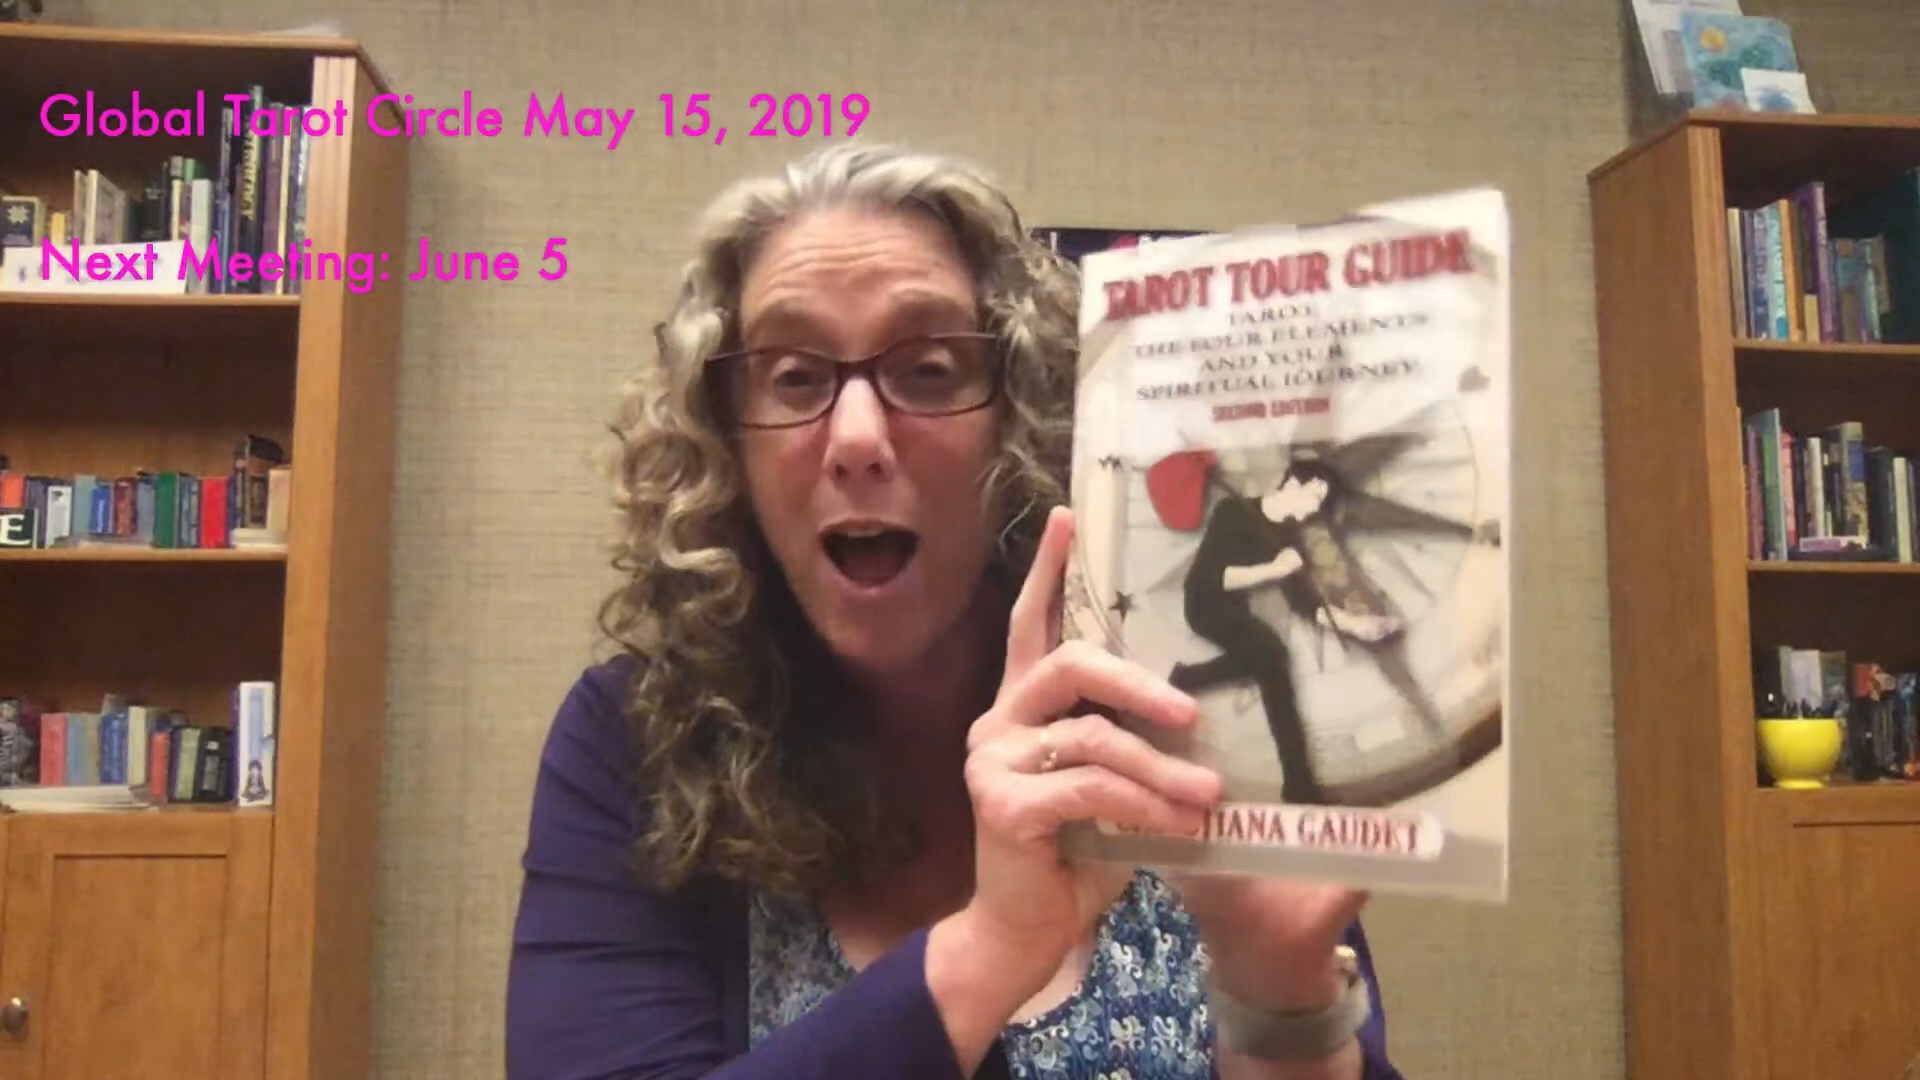 Global Tarot Circle May 15, 2019
Next Meeting: June 5
TAROT TOUR GUIDE
TAROT
THE FOUR ELEMENTS
AND YOUR
SPIRITUAL JOURNEY
SECOND EDITION
GAUDET
E